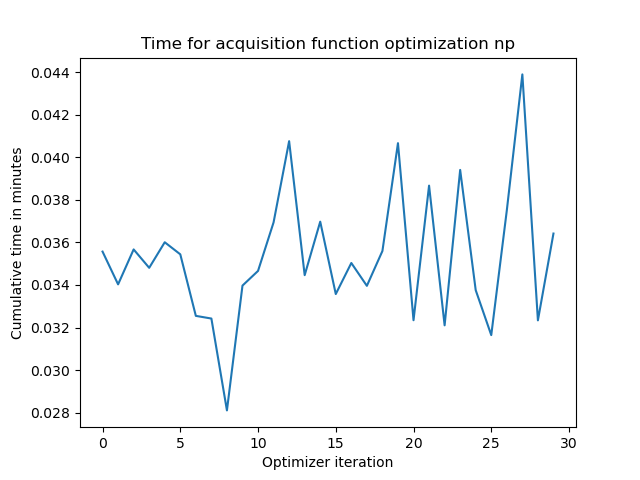 Time for acquisition function optimization np
Cumulative time in minutes
0.044
0.042
0.040
0.038
0.036
0.034
0.032
0.030
0.028
0 5 10 15 20 25 30
Optimizer iteration